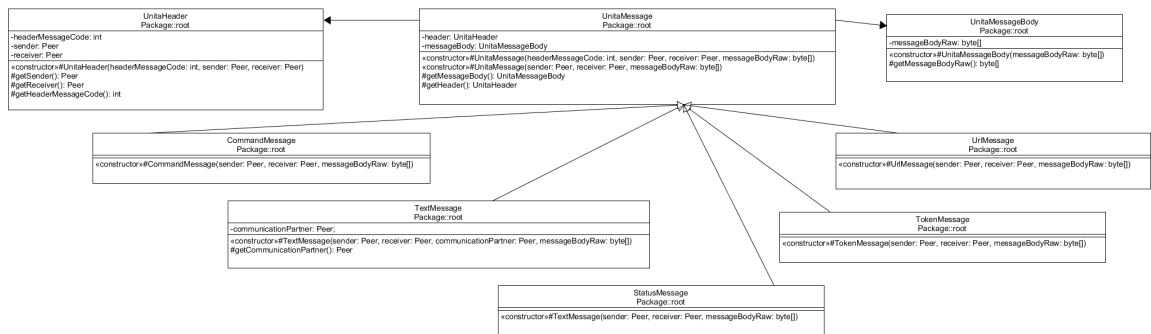 UnitaHeader
Package::root
-headerMessageCode: int
-sender: Peer
-receiver: Peer
«constructor»#UnitaHeader(headerMessageCode: int, sender: Peer, receiver: Peer)
#getSender(): Peer
#getReceiver(): Peer
#getHeaderMessageCode(): int
UnitaMessage
Package::root
-header: UnitaHeader
-messageBody: UnitaMessageBody
«constructor»#UnitaMessage(headerMessageCode: int, sender: Peer, receiver: Peer, messageBodyRaw: byte[])
«constructor»#UnitaMessage(sender: Peer, receiver: Peer, messageBodyRaw: byte[])
#getMessageBody(): UnitaMessageBody
#getHeader(): UnitaHeader
UnitaMessageBody
Package::root
-messageBodyRaw: byte[]
«constructor»#UnitaMessageBody(messageBodyRaw: byte[])
#getMessageBodyRaw(): byte[]
CommandMessage
Package::root
«constructor»#CommandMessage(sender: Peer, receiver: Peer, messageBodyRaw: byte[])
UrlMessage
Package::root
«constructor»#UrlMessage(sender: Peer, receiver: Peer, messageBodyRaw: byte[])
TextMessage
Package::root
-communicationPartner: Peer;
«constructor»#TextMessage(sender: Peer, receiver: Peer, communicationPartner: Peer, messageBodyRaw: byte[])
#getCommunicationPartner(): Peer
TokenMessage
Package::root
«constructor»#TokenMessage(sender: Peer, receiver: Peer, messageBodyRaw: byte[])
StatusMessage
Package::root
«constructor»#TextMessage(sender: Peer, receiver: Peer, messageBodyRaw: byte[])